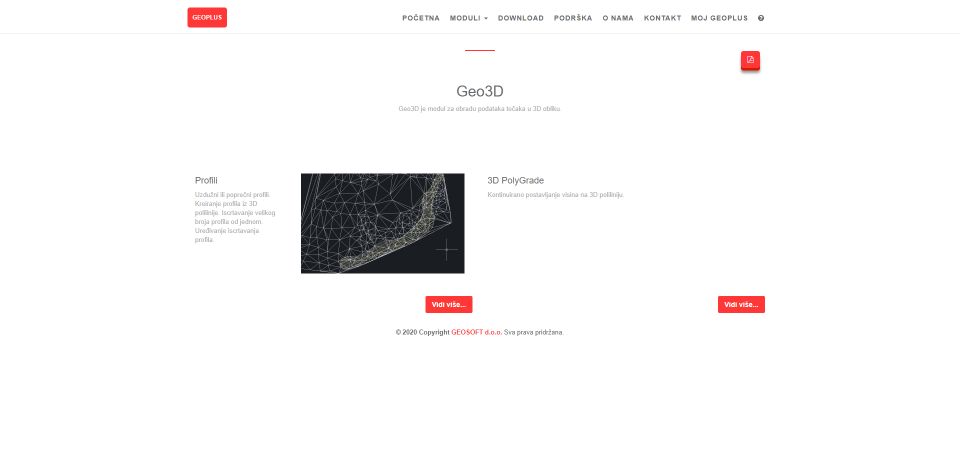 GEOPLUS
POČETNA MODULI DOWNLOAD PODRŠKA O NAMA KONTAKT MOJ GEOPLUS
Geo3D
Geo3D je modul za obradu podataka tečaka u 3D obliku.
Profili
Uzdužni ili poprečni profili.
Kreiranje profila iz 3D
polilinije. Iscrtavanje velikog
broja profila od jednom.
Uređivanje iscrtavanja
profila.
3D PolyGrade
Kontinuirano postavljanje visina na 3D poliliniju.
Vidi više...
Vidi više...
© 2020 Copyright GEOSOFT d.o.o. Sva prava pridržana.